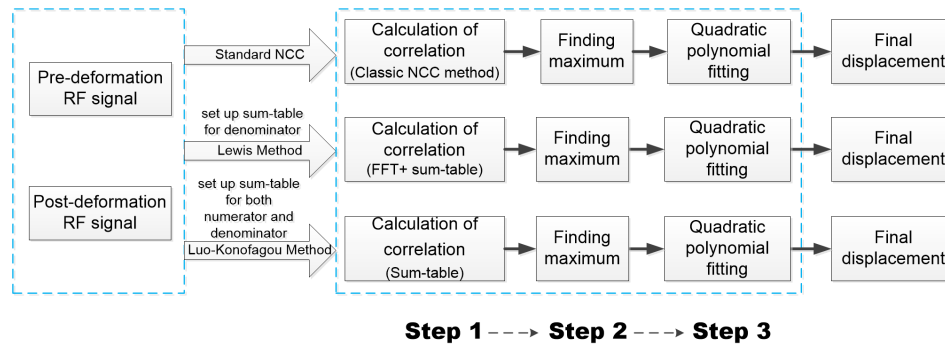 Pre-deformation
RF signal
Post-deformation
RF signal
Standard NCC
set up sum-table
for denominator
Lewis Method
set up sum-table
for both
numerator and
denominator
Luo-Konofagou Method
Calculation of
correlation
(Classic NCC method)
Finding
maximum
Quadratic
polynomial
fitting
Final
displacement
Calculation of
correlation
(FFT+ sum-table)
Finding
maximum
Quadratic
polynomial
fitting
Final
displacement
Calculation of
correlation
(Sum-table)
Finding
maximum
Quadratic
polynomial
fitting
Final
displacement
Step 1 Step 2 Step 3